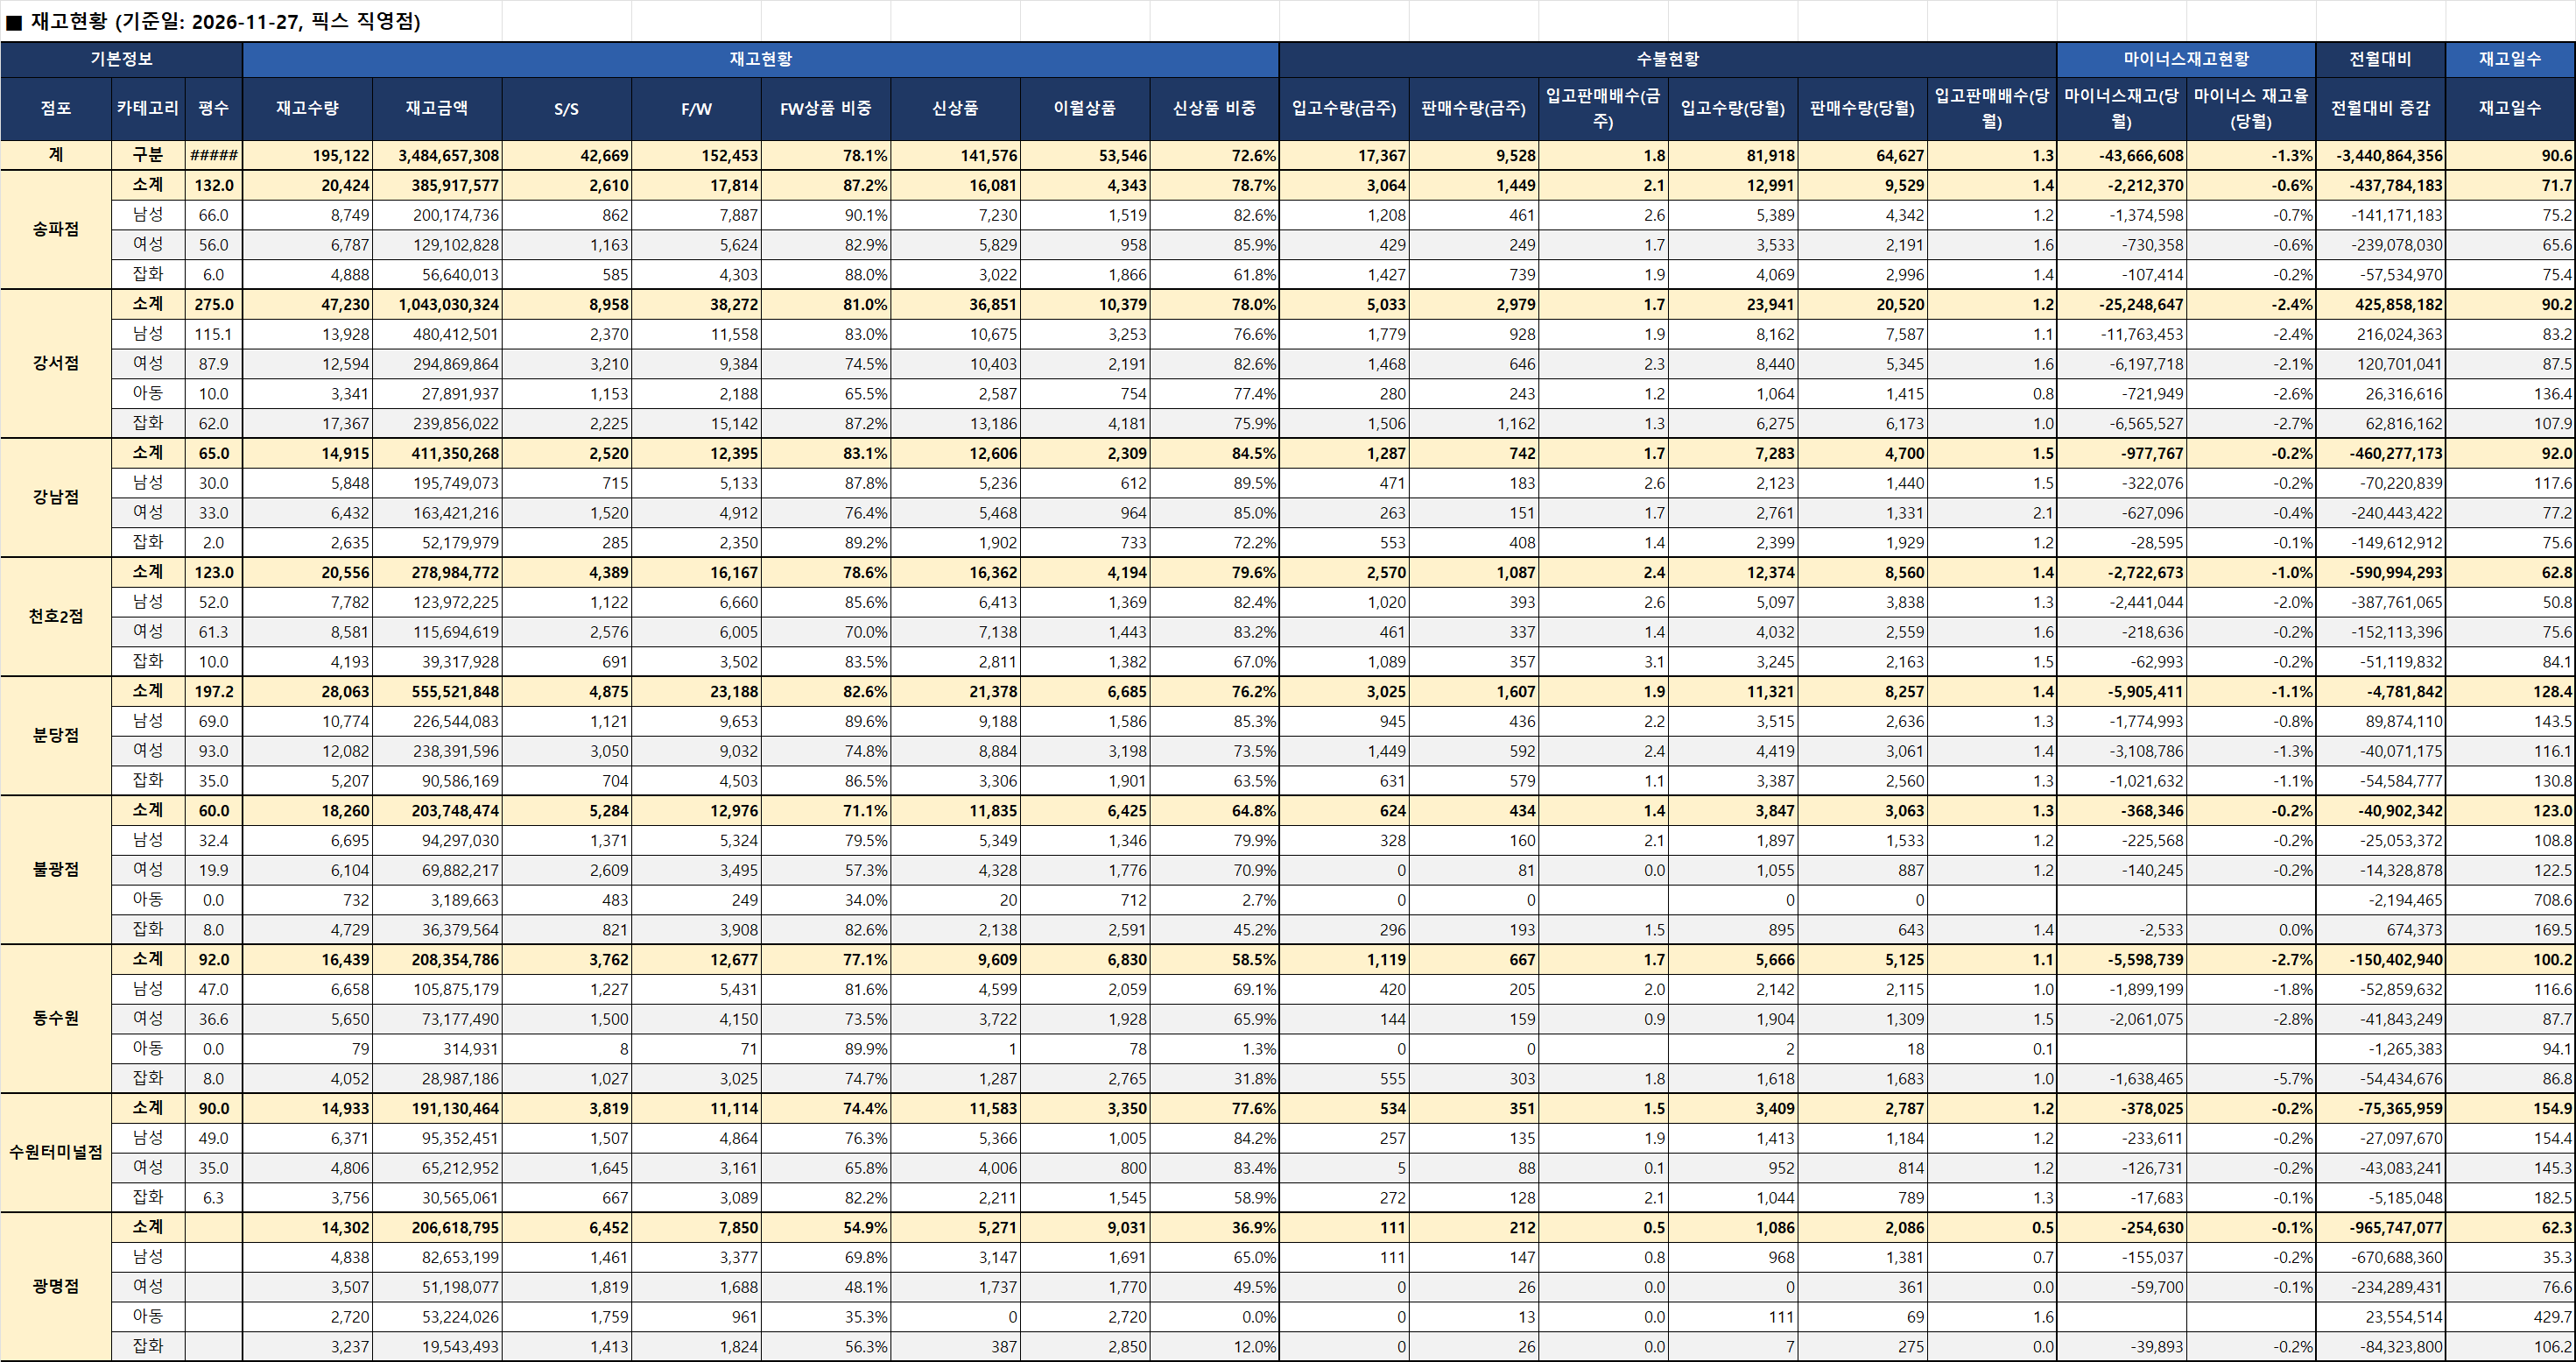 ■ 재고현황 (기준일: 2026-11-27, 픽스 직영점)
기본정보 재고현황 수불현황 마이너스재고현황 전월대비 재고일수
점포 카테고리 평수 재고수량 재고금액 S/S F/W FW상품 비중 신상품 이월상품 신상품 비중 입고수량(금주) 판매수량(금주) 입고판매배수(금주) 입고수량(당월) 판매수량(당월) 입고판매배수(당월) 마이너스재고(당월) 마이너스 재고율(당월) 전월대비 증감 재고일수
계 구분 ##### 195,122 3,484,657,308 42,669 152,453 78.1% 141,576 53,546 72.6% 17,367 9,528 1.8 81,918 64,627 1.3 -43,666,608 -1.3% -3,440,864,356 90.6
송파점 소계 132.0 20,424 385,917,577 2,610 17,814 87.2% 16,081 4,343 78.7% 3,064 1,449 2.1 12,991 9,529 1.4 -2,212,370 -0.6% -437,784,183 71.7
남성 66.0 8,749 200,174,736 862 7,887 90.1% 7,230 1,519 82.6% 1,208 461 2.6 5,389 4,342 1.2 -1,374,598 -0.7% -141,171,183 75.2
여성 56.0 6,787 129,102,828 1,163 5,624 82.9% 5,829 958 85.9% 429 249 1.7 3,533 2,191 1.6 -730,358 -0.6% -239,078,030 65.6
잡화 6.0 4,888 56,640,013 585 4,303 88.0% 3,022 1,866 61.8% 1,427 739 1.9 4,069 2,996 1.4 -107,414 -0.2% -57,534,970 75.4
강서점 소계 275.0 47,230 1,043,030,324 8,958 38,272 81.0% 36,851 10,379 78.0% 5,033 2,979 1.7 23,941 20,520 1.2 -25,248,647 -2.4% 425,858,182 90.2
남성 115.1 13,928 480,412,501 2,370 11,558 83.0% 10,675 3,253 76.6% 1,779 928 1.9 8,162 7,587 1.1 -11,763,453 -2.4% 216,024,363 83.2
여성 87.9 12,594 294,869,864 3,210 9,384 74.5% 10,403 2,191 82.6% 1,468 646 2.3 8,440 5,345 1.6 -6,197,718 -2.1% 120,701,041 87.5
아동 10.0 3,341 27,891,937 1,153 2,188 65.5% 2,587 754 77.4% 280 243 1.2 1,064 1,415 0.8 -721,949 -2.6% 26,316,616 136.4
잡화 62.0 17,367 239,856,022 2,225 15,142 87.2% 13,186 4,181 75.9% 1,506 1,162 1.3 6,275 6,173 1.0 -6,565,527 -2.7% 62,816,162 107.9
강남점 소계 65.0 14,915 411,350,268 2,520 12,395 83.1% 12,606 2,309 84.5% 1,287 742 1.7 7,283 4,700 1.5 -977,767 -0.2% -460,277,173 92.0
남성 30.0 5,848 195,749,073 715 5,133 87.8% 5,236 612 89.5% 471 183 2.6 2,123 1,440 1.5 -322,076 -0.2% -70,220,839 117.6
여성 33.0 6,432 163,421,216 1,520 4,912 76.4% 5,468 964 85.0% 263 151 1.7 2,761 1,331 2.1 -627,096 -0.4% -240,443,422 77.2
잡화 2.0 2,635 52,179,979 285 2,350 89.2% 1,902 733 72.2% 553 408 1.4 2,399 1,929 1.2 -28,595 -0.1% -149,612,912 75.6
천호2점 소계 123.0 20,556 278,984,772 4,389 16,167 78.6% 16,362 4,194 79.6% 2,570 1,087 2.4 12,374 8,560 1.4 -2,722,673 -1.0% -590,994,293 62.8
남성 52.0 7,782 123,972,225 1,122 6,660 85.6% 6,413 1,369 82.4% 1,020 393 2.6 5,097 3,838 1.3 -2,441,044 -2.0% -387,761,065 50.8
여성 61.3 8,581 115,694,619 2,576 6,005 70.0% 7,138 1,443 83.2% 461 337 1.4 4,032 2,559 1.6 -218,636 -0.2% -152,113,396 75.6
잡화 10.0 4,193 39,317,928 691 3,502 83.5% 2,811 1,382 67.0% 1,089 357 3.1 3,245 2,163 1.5 -62,993 -0.2% -51,119,832 84.1
분당점 소계 197.2 28,063 555,521,848 4,875 23,188 82.6% 21,378 6,685 76.2% 3,025 1,607 1.9 11,321 8,257 1.4 -5,905,411 -1.1% -4,781,842 128.4
남성 69.0 10,774 226,544,083 1,121 9,653 89.6% 9,188 1,586 85.3% 945 436 2.2 3,515 2,636 1.3 -1,774,993 -0.8% 89,874,110 143.5
여성 93.0 12,082 238,391,596 3,050 9,032 74.8% 8,884 3,198 73.5% 1,449 592 2.4 4,419 3,061 1.4 -3,108,786 -1.3% -40,071,175 116.1
잡화 35.0 5,207 90,586,169 704 4,503 86.5% 3,306 1,901 63.5% 631 579 1.1 3,387 2,560 1.3 -1,021,632 -1.1% -54,584,777 130.8
불광점 소계 60.0 18,260 203,748,474 5,284 12,976 71.1% 11,835 6,425 64.8% 624 434 1.4 3,847 3,063 1.3 -368,346 -0.2% -40,902,342 123.0
남성 32.4 6,695 94,297,030 1,371 5,324 79.5% 5,349 1,346 79.9% 328 160 2.1 1,897 1,533 1.2 -225,568 -0.2% -25,053,372 108.8
여성 19.9 6,104 69,882,217 2,609 3,495 57.3% 4,328 1,776 70.9% 0 81 0.0 1,055 887 1.2 -140,245 -0.2% -14,328,878 122.5
아동 0.0 732 3,189,663 483 249 34.0% 20 712 2.7% 0 0 0 0 -2,194,465 708.6
잡화 8.0 4,729 36,379,564 821 3,908 82.6% 2,138 2,591 45.2% 296 193 1.5 895 643 1.4 -2,533 0.0% 674,373 169.5
동수원 소계 92.0 16,439 208,354,786 3,762 12,677 77.1% 9,609 6,830 58.5% 1,119 667 1.7 5,666 5,125 1.1 -5,598,739 -2.7% -150,402,940 100.2
남성 47.0 6,658 105,875,179 1,227 5,431 81.6% 4,599 2,059 69.1% 420 205 2.0 2,142 2,115 1.0 -1,899,199 -1.8% -52,859,632 116.6
여성 36.6 5,650 73,177,490 1,500 4,150 73.5% 3,722 1,928 65.9% 144 159 0.9 1,904 1,309 1.5 -2,061,075 -2.8% -41,843,249 87.7
아동 0.0 79 314,931 8 71 89.9% 1 78 1.3% 0 0 2 18 0.1 -1,265,383 94.1
잡화 8.0 4,052 28,987,186 1,027 3,025 74.7% 1,287 2,765 31.8% 555 303 1.8 1,618 1,683 1.0 -1,638,465 -5.7% -54,434,676 86.8
수원터미널점 소계 90.0 14,933 191,130,464 3,819 11,114 74.4% 11,583 3,350 77.6% 534 351 1.5 3,409 2,787 1.2 -378,025 -0.2% -75,365,959 154.9
남성 49.0 6,371 95,352,451 1,507 4,864 76.3% 5,366 1,005 84.2% 257 135 1.9 1,413 1,184 1.2 -233,611 -0.2% -27,097,670 154.4
여성 35.0 4,806 65,212,952 1,645 3,161 65.8% 4,006 800 83.4% 5 88 0.1 952 814 1.2 -126,731 -0.2% -43,083,241 145.3
잡화 6.3 3,756 30,565,061 667 3,089 82.2% 2,211 1,545 58.9% 272 128 2.1 1,044 789 1.3 -17,683 -0.1% -5,185,048 182.5
광명점 소계 14,302 206,618,795 6,452 7,850 54.9% 5,271 9,031 36.9% 111 212 0.5 1,086 2,086 0.5 -254,630 -0.1% -965,747,077 62.3
남성 4,838 82,653,199 1,461 3,377 69.8% 3,147 1,691 65.0% 111 147 0.8 968 1,381 0.7 -155,037 -0.2% -670,688,360 35.3
여성 3,507 51,198,077 1,819 1,688 48.1% 1,737 1,770 49.5% 0 26 0.0 0 361 0.0 -59,700 -0.1% -234,289,431 76.6
아동 2,720 53,224,026 1,759 961 35.3% 0 2,720 0.0% 0 13 0.0 111 69 1.6 23,554,514 429.7
잡화 3,237 19,543,493 1,413 1,824 56.3% 387 2,850 12.0% 0 26 0.0 7 275 0.0 -39,893 -0.2% -84,323,800 106.2